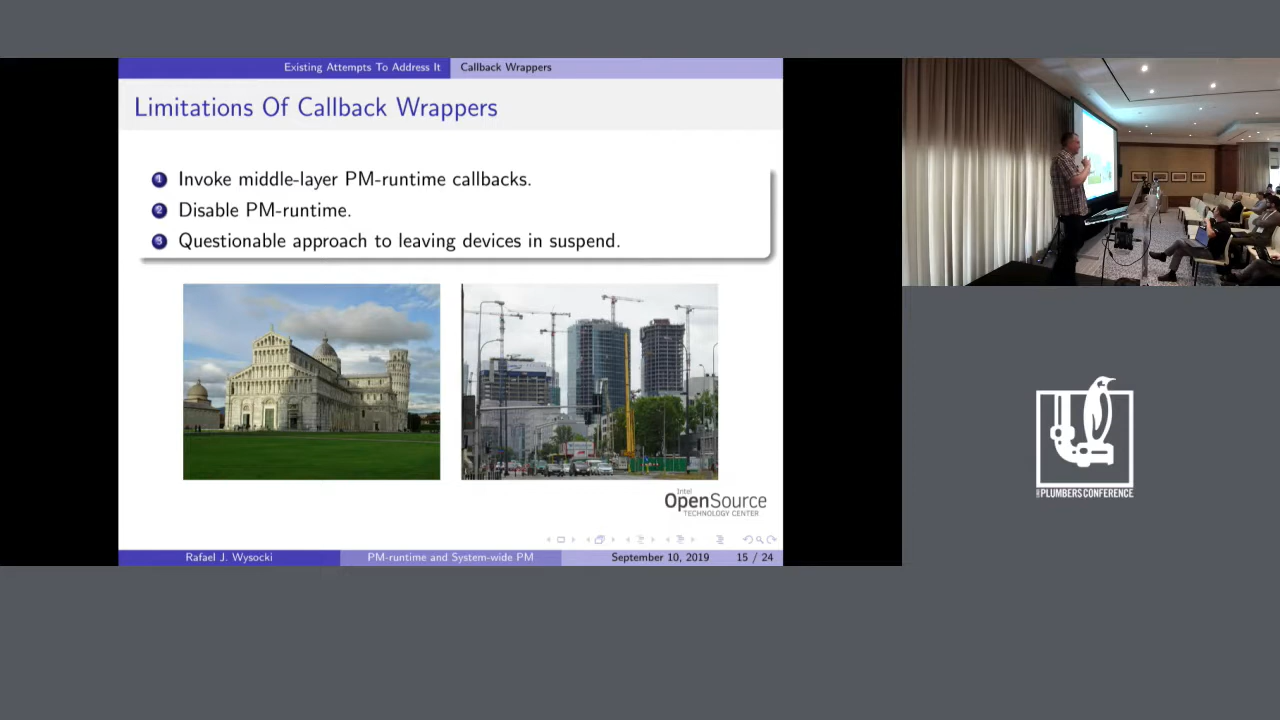 Existing Attempts To Address It
Callback Wrappers
Limitations Of Callback Wrappers
1 Invoke middle-layer PM-runtime callbacks.
2 Disable PM-runtime.
3 Questionable approach to leaving devices in suspend.
Intel
OpenSource
TECHNOLOGY CENTER
Rafael J. Wysocki
PM-runtime and System-wide PM
September 10, 2019
15 / 24
PLUMBERS CONFERENCE